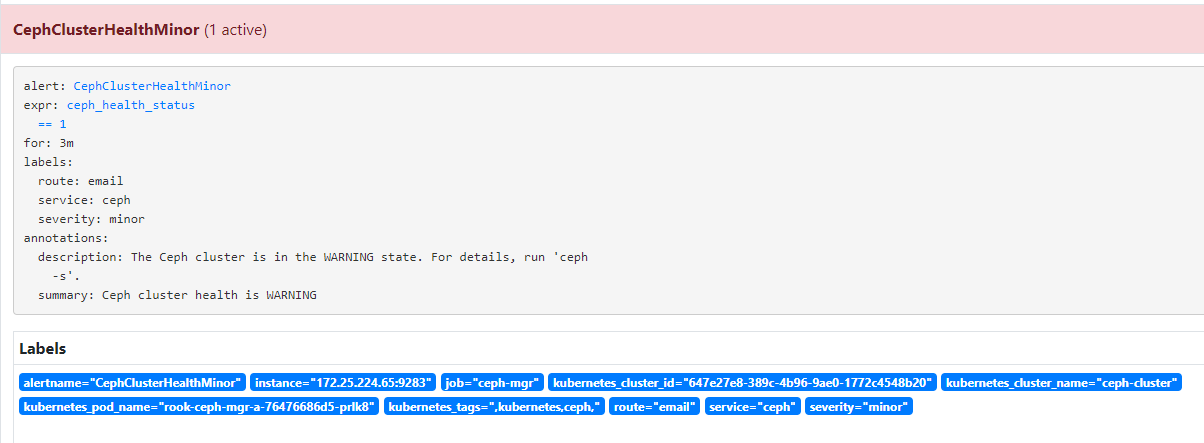 CephClusterHealthMinor (1 active)
alert: CephClusterHealthMinor
expr: ceph_health_status
== 1
for: 3m
labels:
route: email
service: ceph
severity: minor
annotations:
description: The Ceph cluster is in the WARNING state. For details, run 'ceph
-s'.
summary: Ceph cluster health is WARNING
Labels
alertname="CephClusterHealthMinor" instance="172.25.224.65:9283" job="ceph-mgr" kubernetes_cluster_id="647e27e8-389c-4b96-9ae0-1772c4548b20" kubernetes_cluster_name="ceph-cluster"
kubernetes_pod_name="rook-ceph-mgr-a-76476686d5-prlk8" kubernetes_tags=",kubernetes,ceph," route="email" service="ceph" severity="minor"